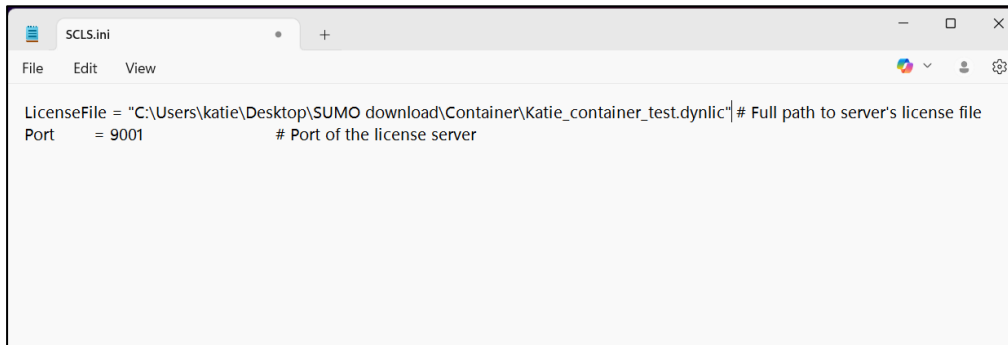 SCLS.ini
File Edit View
LicenseFile = "C:\Users\katie\Desktop\SUMO download\Container\Katie_container_test.dynlic" # Full path to server's license file
Port = 9001 # Port of the license server